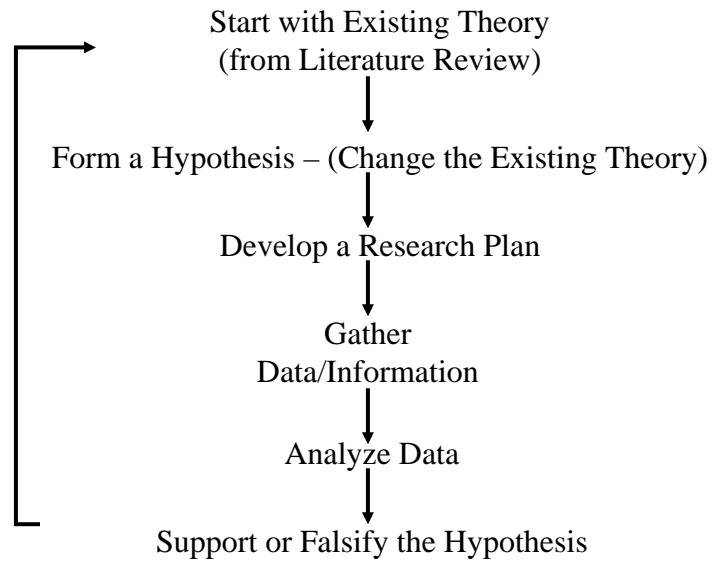 Start with Existing Theory
(from Literature Review)
Form a Hypothesis – (Change the Existing Theory)
Develop a Research Plan
Gather
Data/Information
Analyze Data
Support or Falsify the Hypothesis